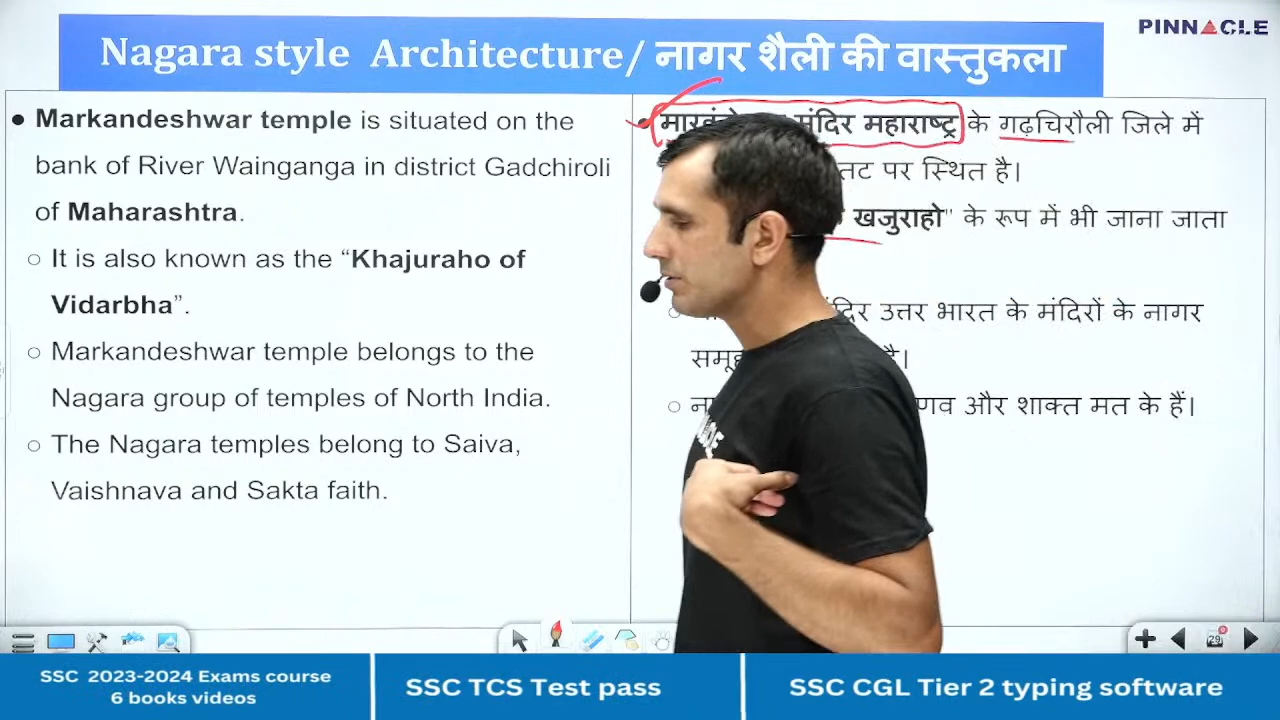 PINNACLE
Nagara style Architecture/ नागर शैली की वास्तुकला
Markandeshwar temple is situated on the
bank of River Wainganga in district Gadchiroli
of Maharashtra.
It is also known as the “Khajuraho of
Vidarbha”.
Markandeshwar temple belongs to the
Nagara group of temples of North India.
The Nagara temples belong to Saiva,
Vaishnava and Sakta faith.
मंदिर महाराष्ट्र के गढ़चिरौली जिले में
तट पर स्थित है।
खजुराहो" के रूप में भी जाना जाता
उत्तर भारत के मंदिरों के नागर
है।
और शाक्त मत के हैं।
29
SSC 2023-2024 Exams course
6 books videos
SSC TCS Test pass
SSC CGL Tier 2 typing software